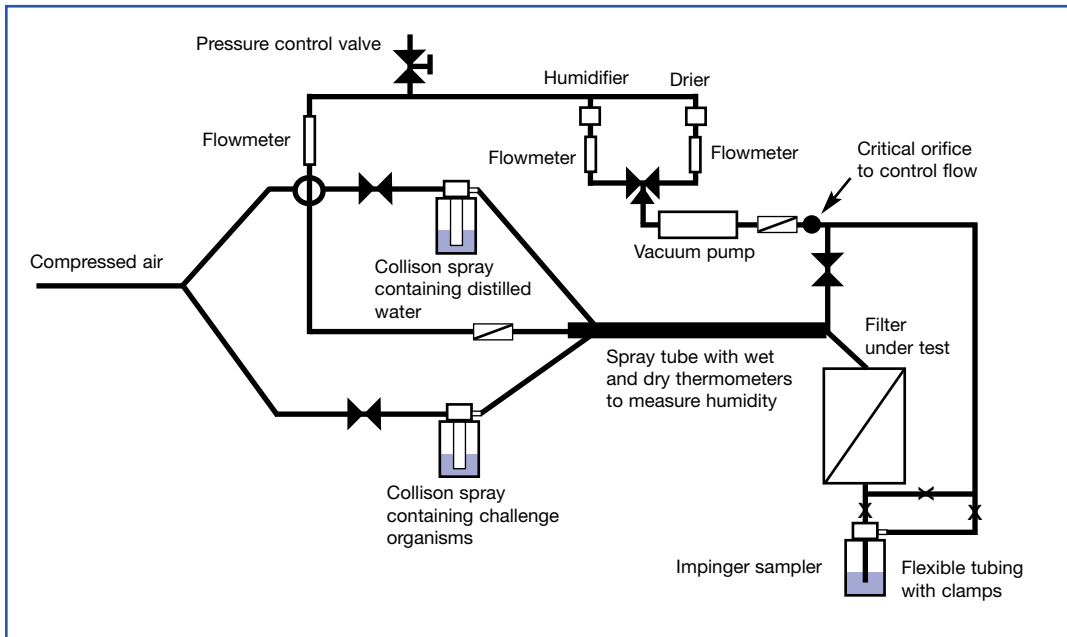 Pressure control valve
Humidifier
Drier
Flowmeter
Flowmeter
Flowmeter
Critical orifice
to control flow
Compressed air
Collison spray
containing distilled
water
Vacuum pump
Spray tube with wet
and dry thermometers
to measure humidity
Filter
under test
Collison spray
containing challenge
organisms
Impinger sampler
Flexible tubing
with clamps